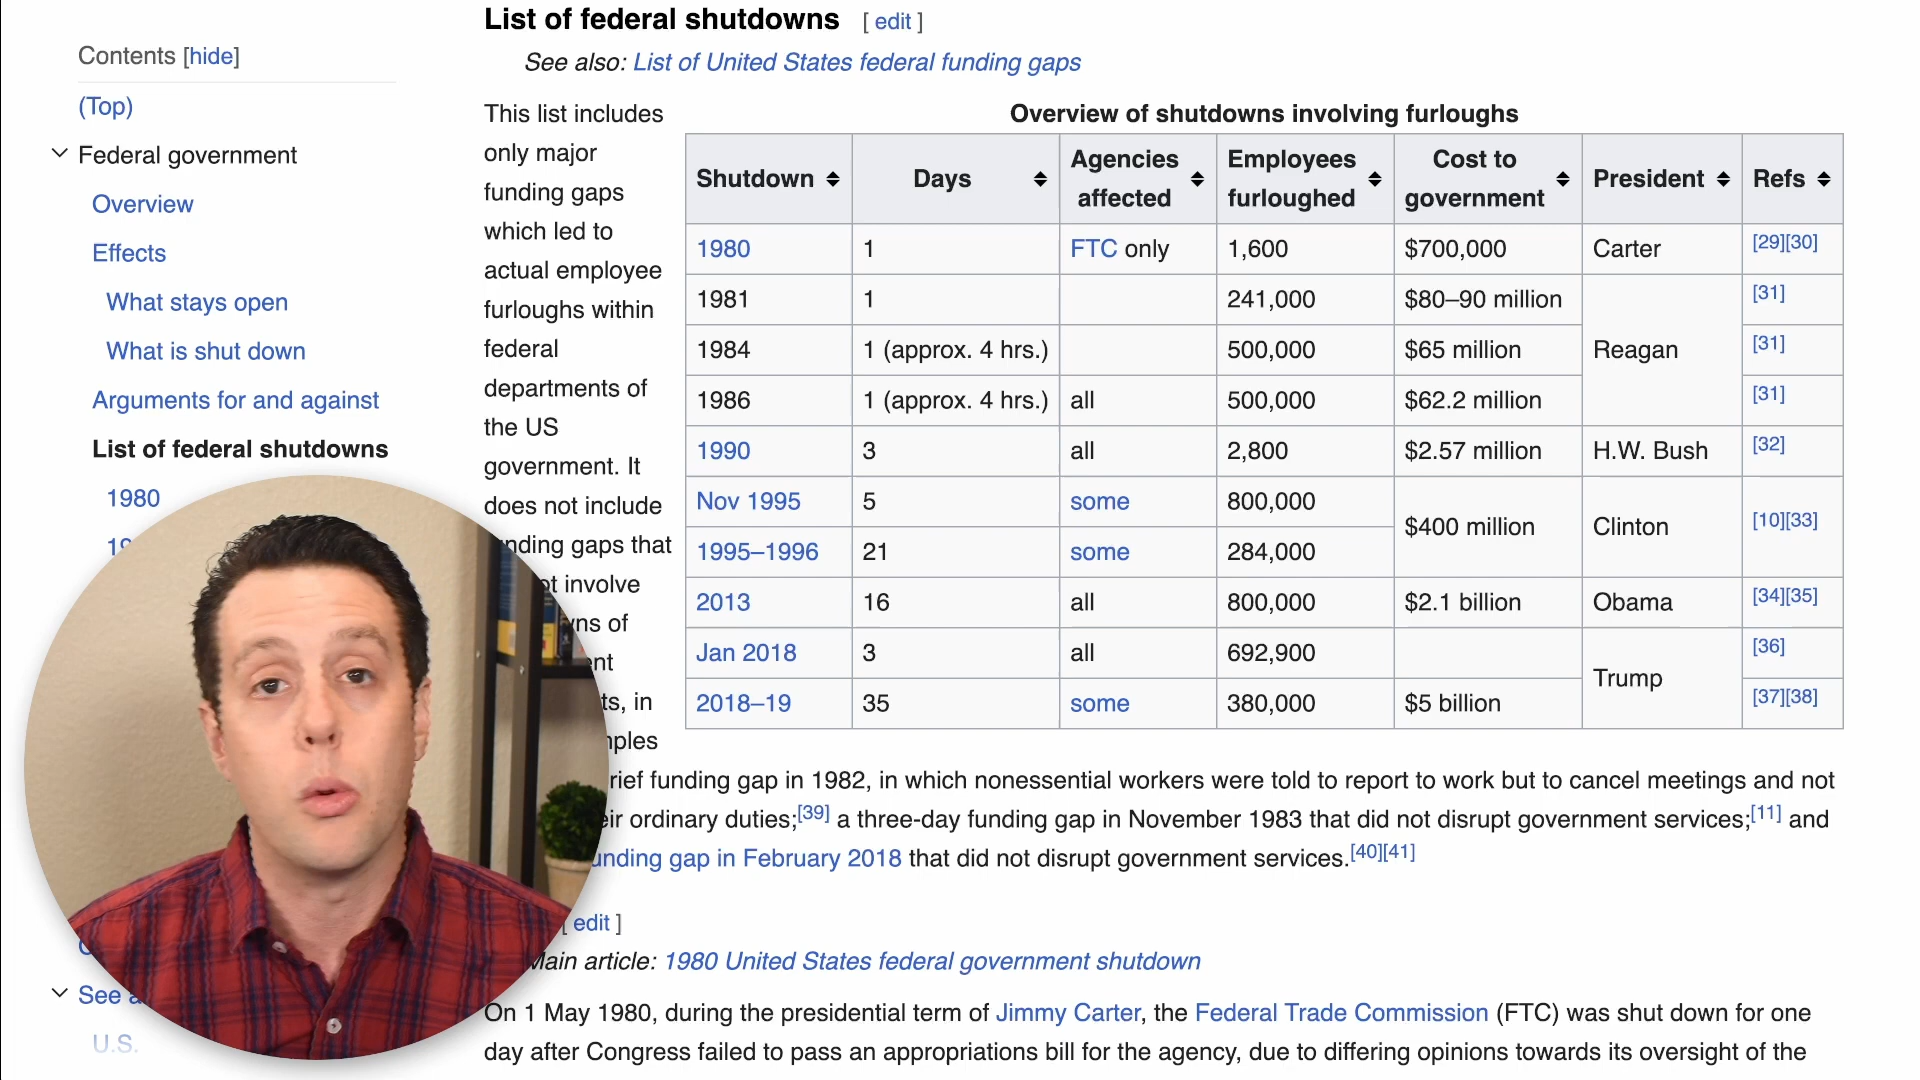 List of federal shutdowns [ edit ]
See also: List of United States federal funding gaps
Contents [hide]
(Top)
Federal government
Overview
Effects
What stays open
What is shut down
Arguments for and against
List of federal shutdowns
1980
See
U.S.
This list includes
only major
funding gaps
which led to
actual employee
furloughs within
federal
departments of
the US
government. It
does not include
that
involve
of
in
Overview of shutdowns involving furloughs
Shutdown Days Agencies affected Employees furloughed Cost to government President Refs
1980 1 FTC only 1,600 $700,000 Carter [29][30]
1981 1 241,000 $80–90 million [31]
1984 1 (approx. 4 hrs.) 500,000 $65 million Reagan [31]
1986 1 (approx. 4 hrs.) all 500,000 $62.2 million [31]
1990 3 all 2,800 $2.57 million H.W. Bush [32]
Nov 1995 5 some 800,000 $400 million Clinton [10][33]
1995–1996 21 some 284,000
2013 16 all 800,000 $2.1 billion Obama [34][35]
Jan 2018 3 all 692,900 Trump [36]
2018–19 35 some 380,000 $5 billion [37][38]
funding gap in 1982, in which nonessential workers were told to report to work but to cancel meetings and not
ordinary duties;[39] a three-day funding gap in November 1983 that did not disrupt government services;[11] and
gap in February 2018 that did not disrupt government services.[40][41]
[ edit ]
article: 1980 United States federal government shutdown
On 1 May 1980, during the presidential term of Jimmy Carter, the Federal Trade Commission (FTC) was shut down for one
day after Congress failed to pass an appropriations bill for the agency, due to differing opinions towards its oversight of the